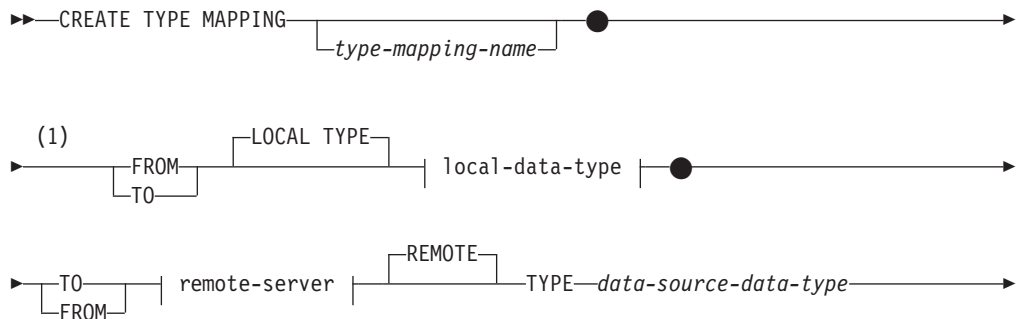 CREATE TYPE MAPPING
type-mapping-name
(1)
LOCAL TYPE
FROM
local-data-type
TO
REMOTE
TO
remote-server
TYPE data-source-data-type
FROM